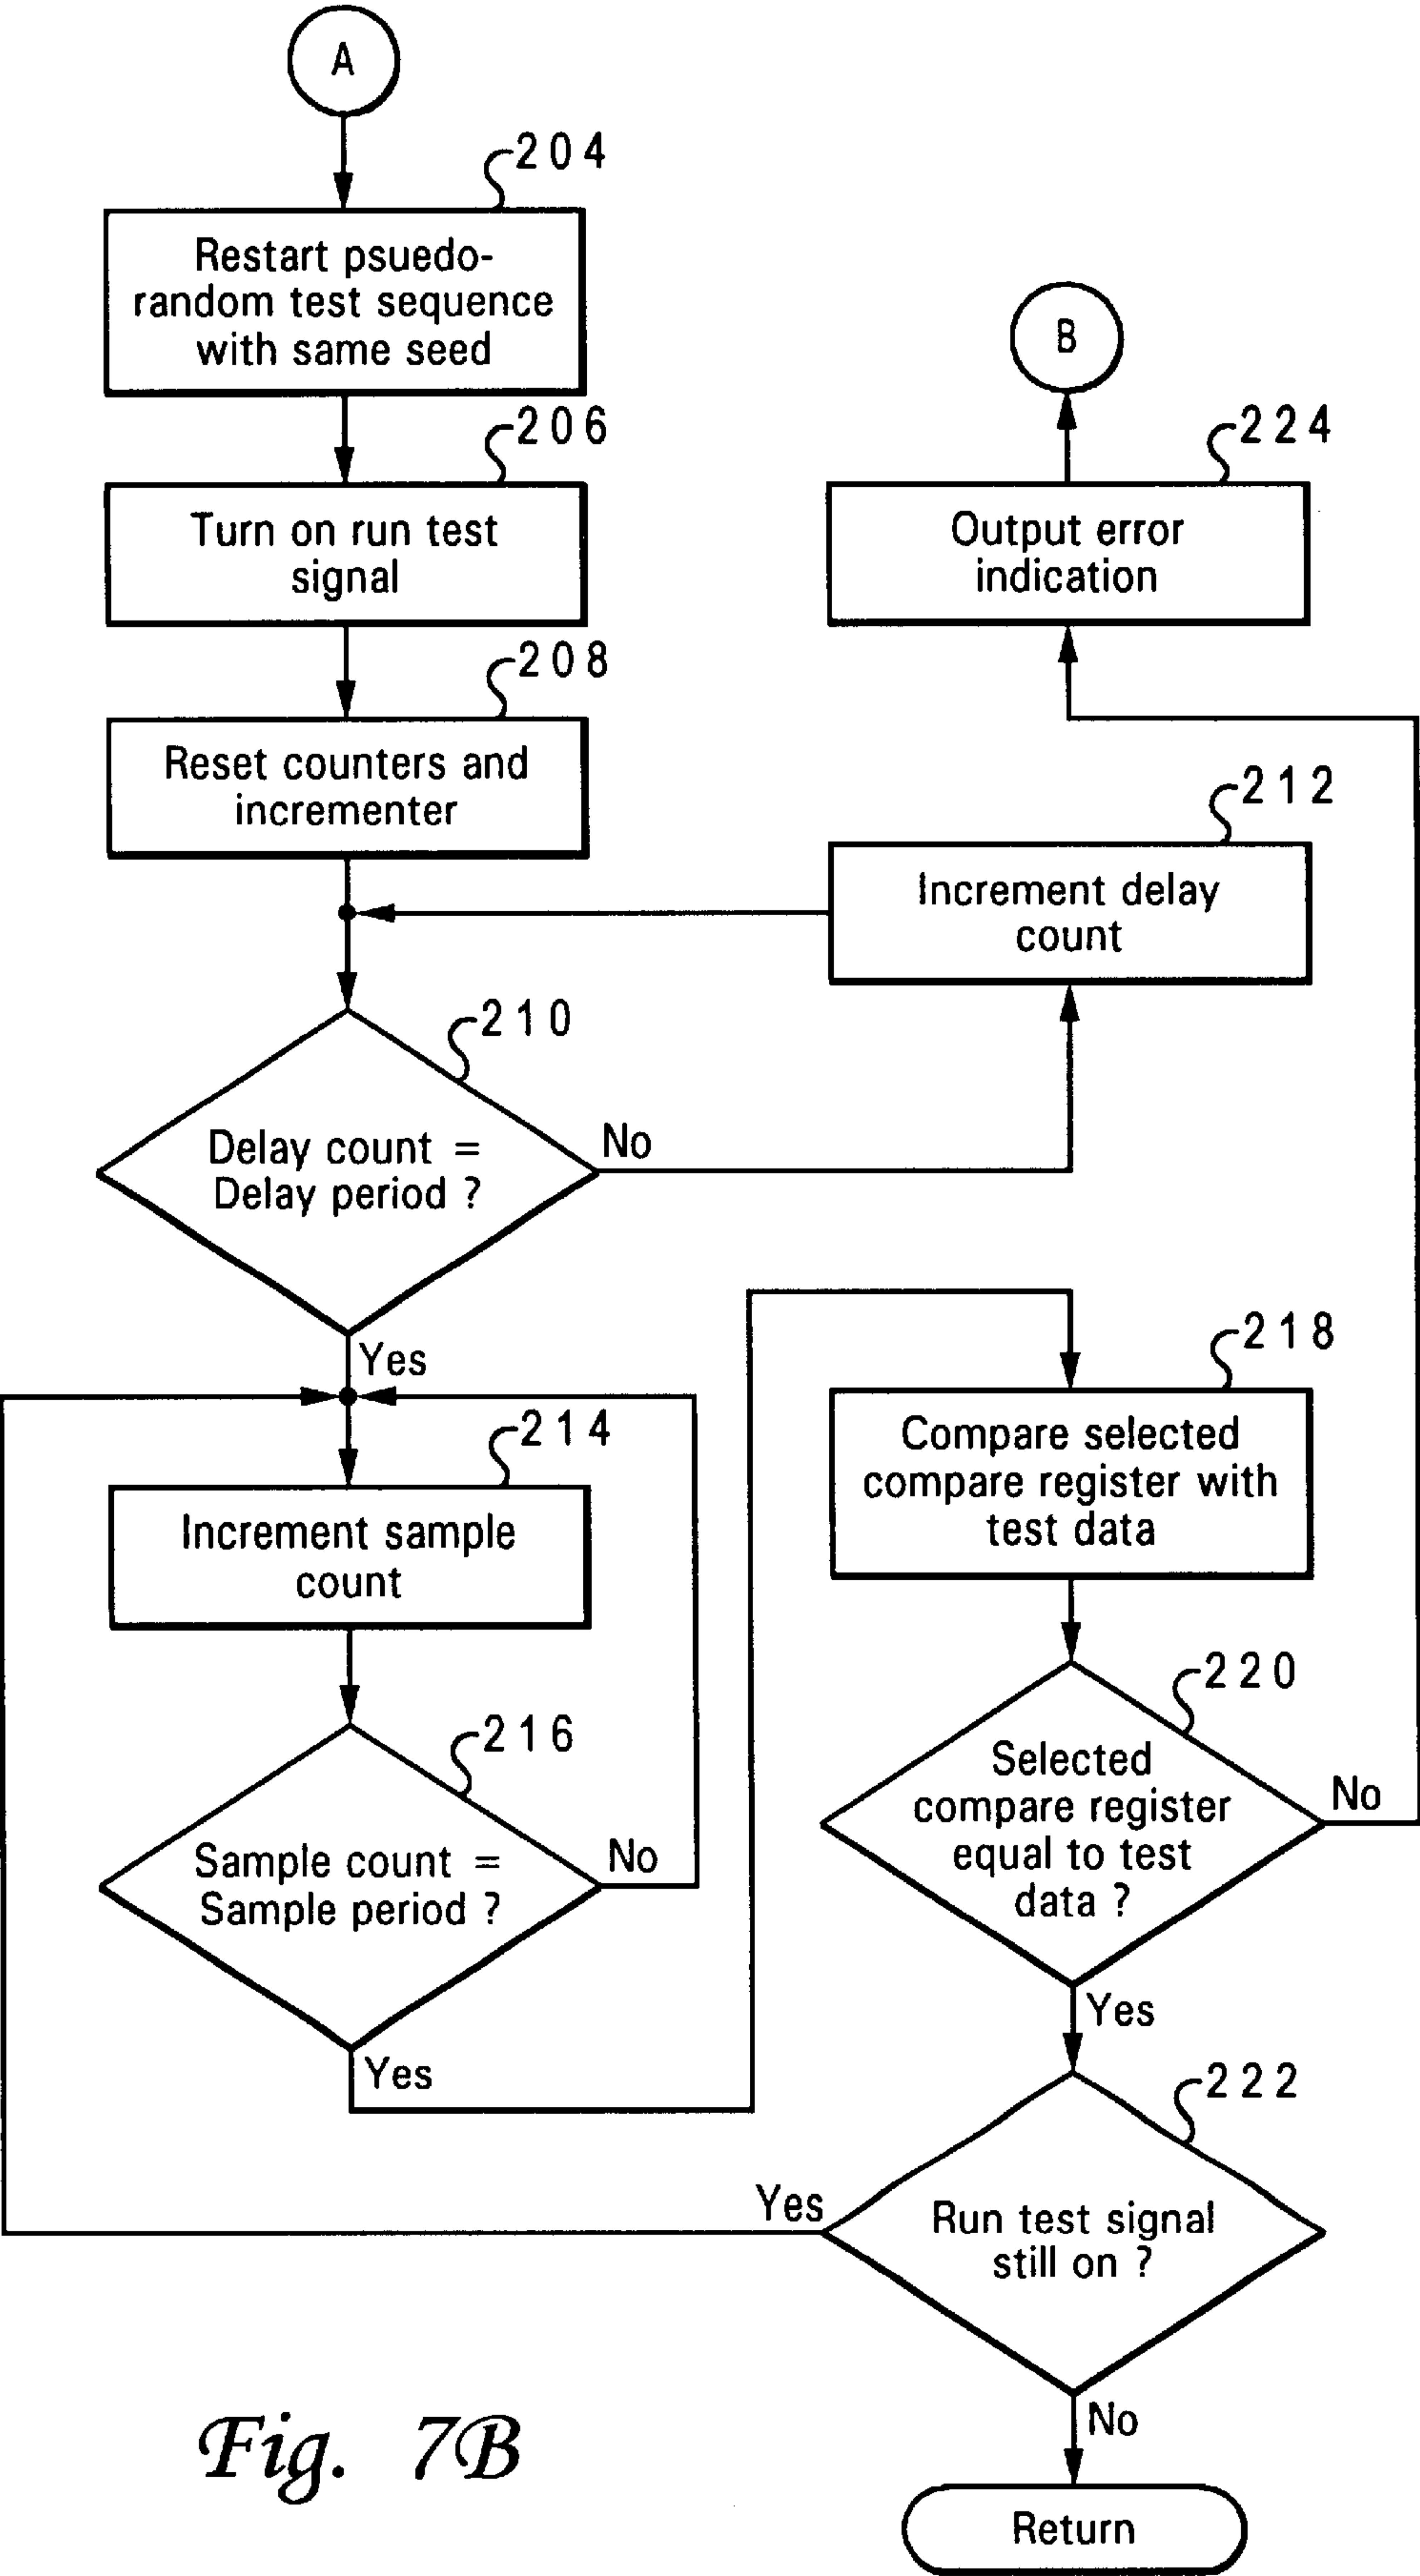 A
204
Restart psuedo-
random test sequence
with same seed
206
Turn on run test
signal
208
Reset counters and
incrementer
B
224
Output error
indication
212
Increment delay
count
210
Delay count =
Delay period ?
No
Yes
214
Increment sample
count
216
Sample count =
Sample period ?
No
Yes
218
Compare selected
compare register with
test data
220
Selected
compare register
equal to test
data ?
No
Yes
222
Run test signal
still on ?
Yes
No
Return
Fig. 7B